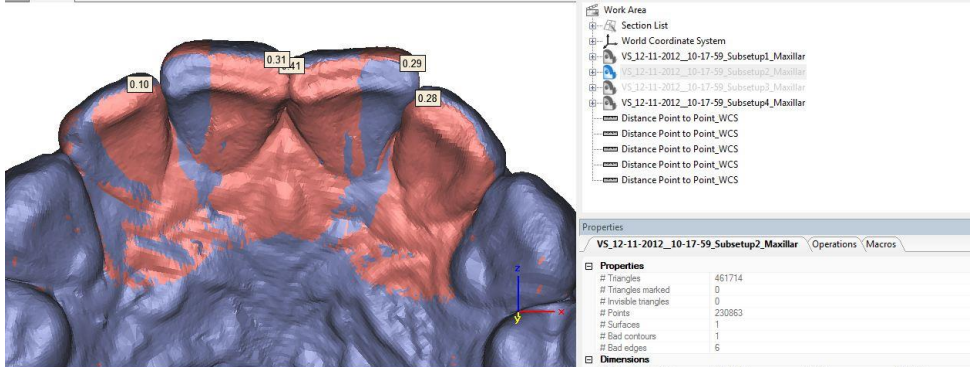 0.10
0.31
.41
0.29
0.28
z
x
y
Work Area
Section List
World Coordinate System
VS_12-11-2012__10-17-59_Subsetup1_Maxillar
VS_12-11-2012__10-17-59_Subsetup2_Maxillar
VS_12-11-2012__10-17-59_Subsetup3_Maxillar
VS_12-11-2012__10-17-59_Subsetup4_Maxillar
Distance Point to Point_WCS
Distance Point to Point_WCS
Distance Point to Point_WCS
Distance Point to Point_WCS
Distance Point to Point_WCS
Properties
VS_12-11-2012__10-17-59_Subsetup2_Maxillar Operations Macros
Properties
# Triangles 461714
# Triangles marked 0
# Invisible triangles 0
# Points 230863
# Surfaces 1
# Bad contours 1
# Bad edges 6
Dimensions